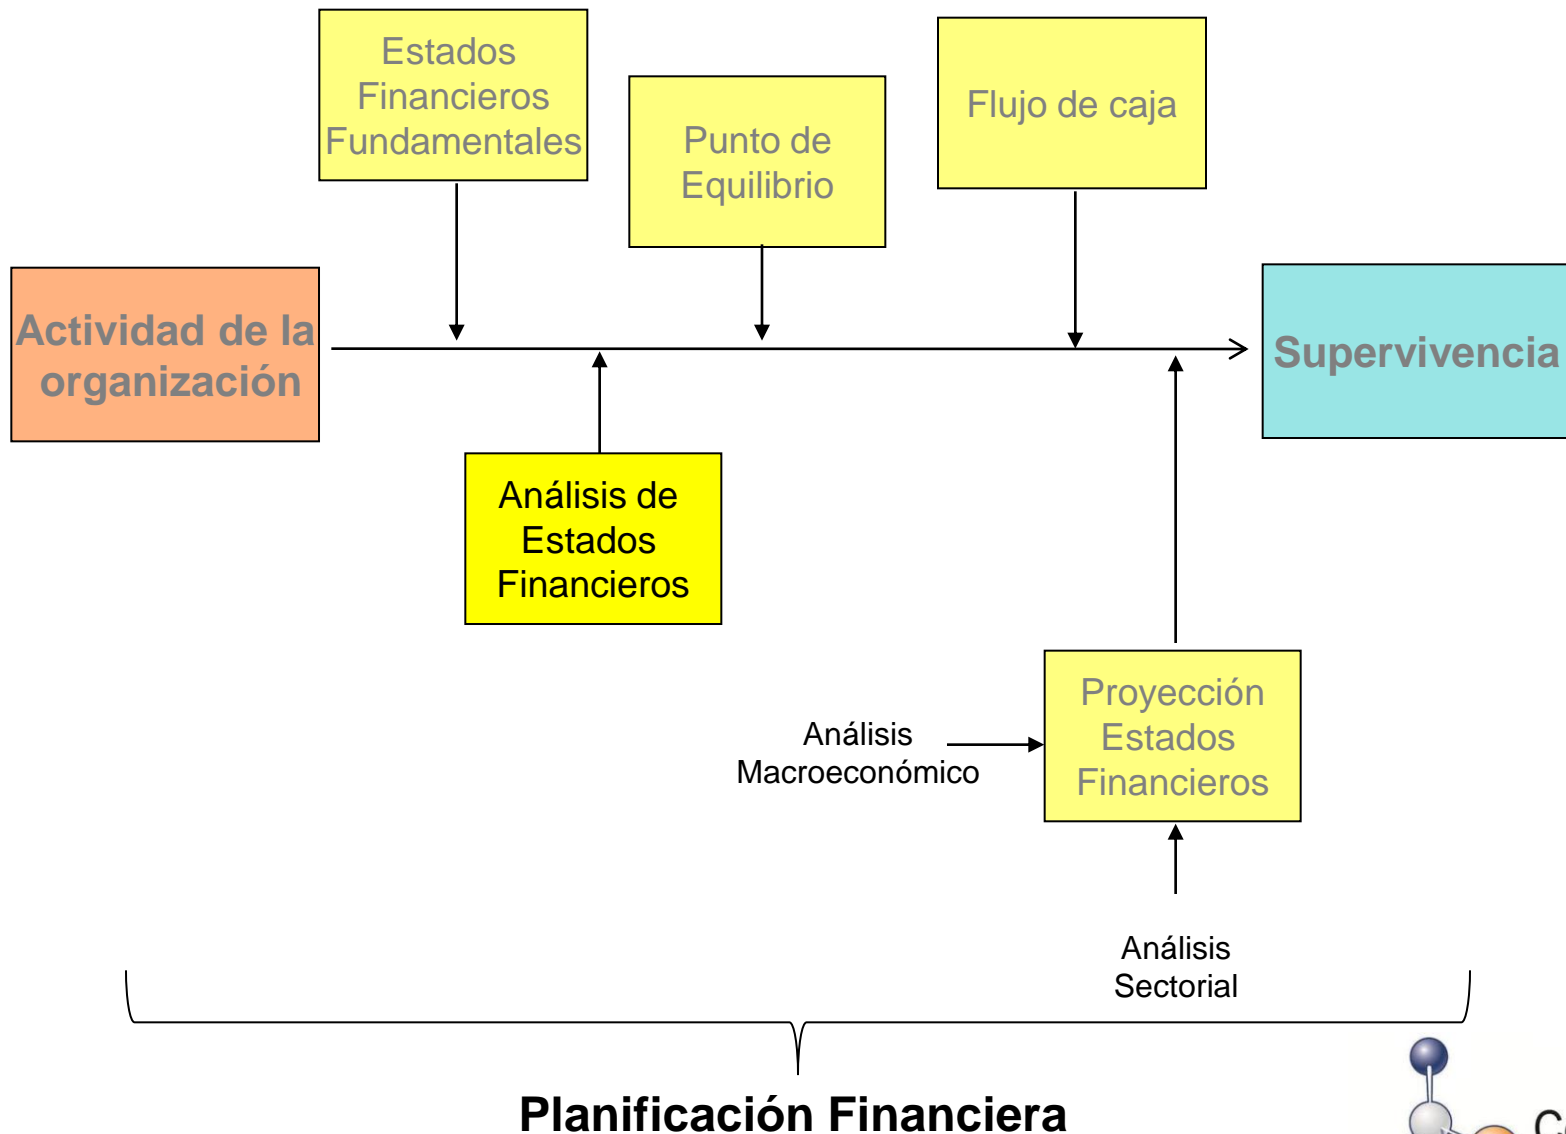 Estados
Financieros
Fundamentales
Punto de
Equilibrio
Flujo de caja
Actividad de la
organización
Supervivencia
Análisis de
Estados
Financieros
Proyección
Estados
Financieros
Análisis
Macroeconómico
Análisis
Sectorial
Planificación Financiera